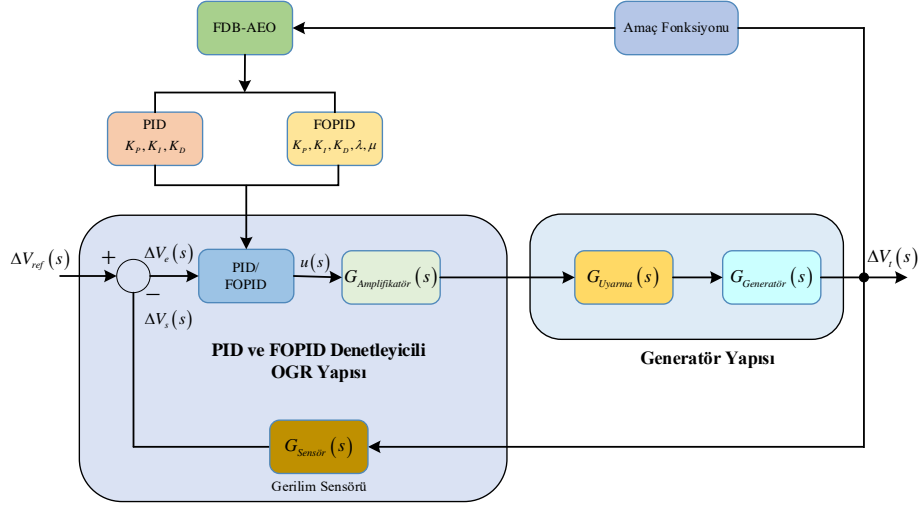 FDB-AEO
Amaç Fonksiyonu
PID
K_P, K_I, K_D
FOPID
K_P, K_I, K_D, λ, μ
ΔV_ref(s)
+
−
ΔV_e(s)
ΔV_s(s)
PID/
FOPID
u(s)
G_Amplifikatör(s)
G_Uyarma(s)
G_Generatör(s)
ΔV_t(s)
PID ve FOPID Denetleyicili
OGR Yapısı
Generatör Yapısı
G_Sensör(s)
Gerilim Sensörü